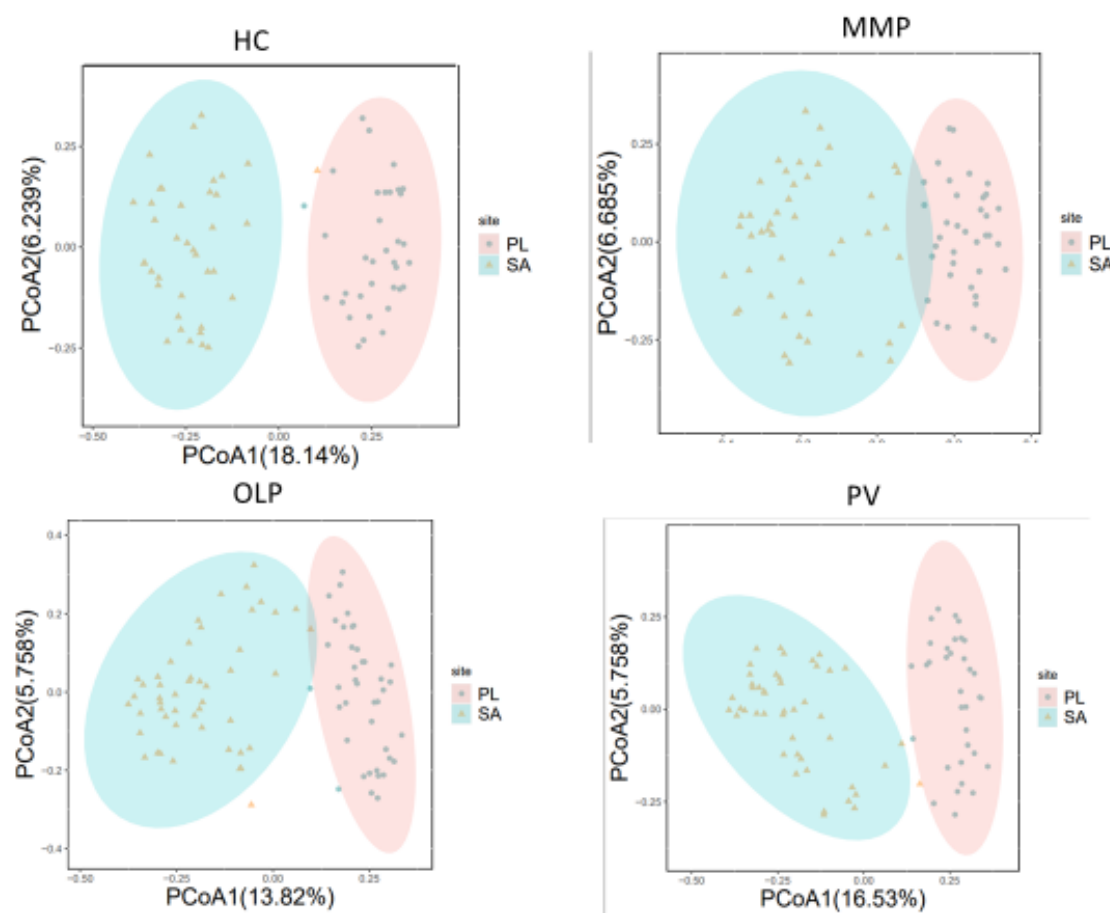 HC
PCoA2(6.239%)
0.25
0.00
−0.25
−0.50
−0.25
0.00
0.25
PCoA1(18.14%)
site
PL
SA
MMP
PCoA2(6.685%)
0.25
0.00
−0.25
site
PL
SA
OLP
PCoA2(5.758%)
0.4
0.2
0.0
−0.2
−0.4
−0.50
−0.25
0.00
0.25
PCoA1(13.82%)
site
PL
SA
PV
PCoA2(5.758%)
0.25
0.00
−0.25
−0.50
−0.25
0.00
0.25
PCoA1(16.53%)
site
PL
SA